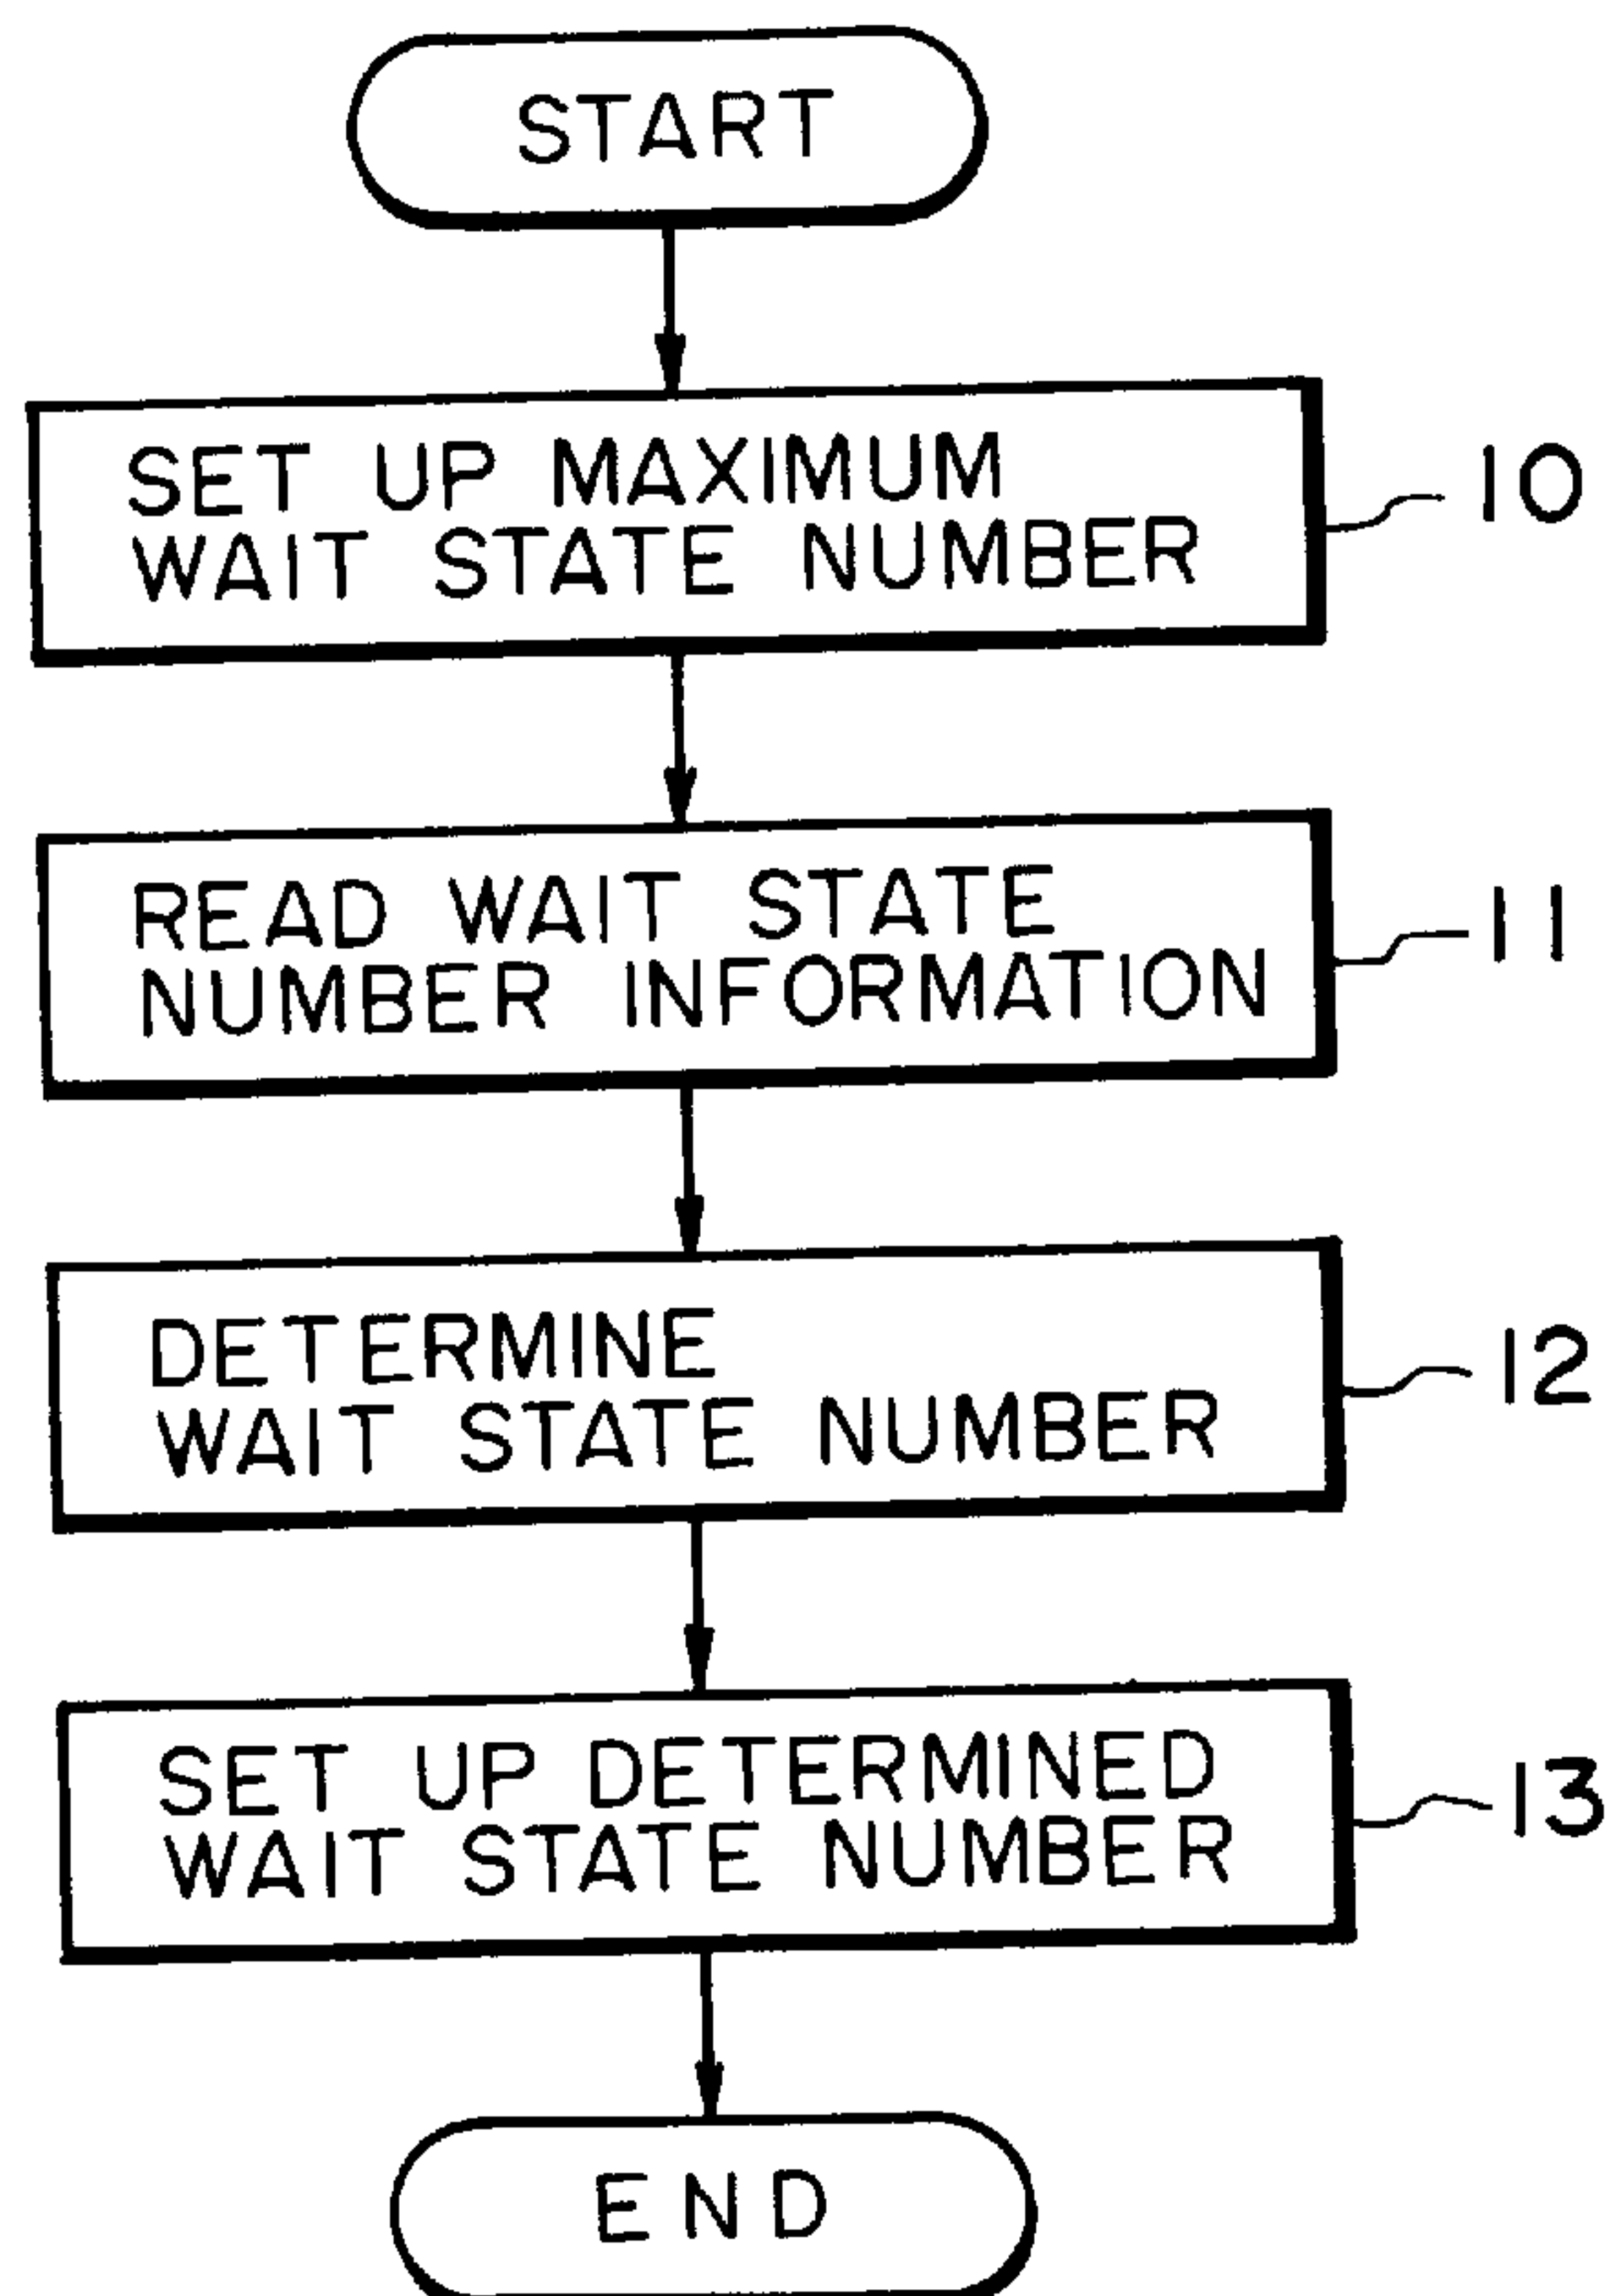 START
SET UP MAXIMUM
WAIT STATE NUMBER
10
READ WAIT STATE
NUMBER INFORMATION
11
DETERMINE
WAIT STATE NUMBER
12
SET UP DETERMINED
WAIT STATE NUMBER
13
END